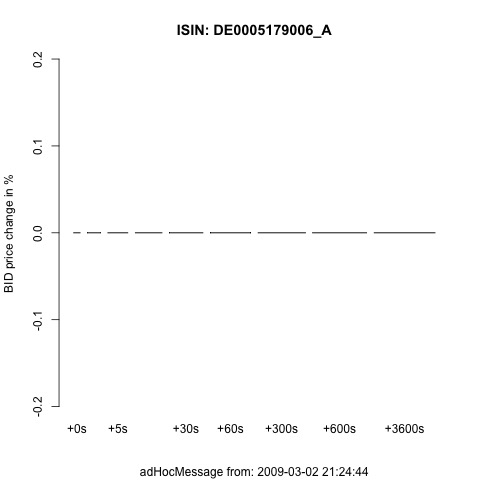 ISIN: DE0005179006_A
BID price change in %
0.2
0.1
0.0
-0.1
-0.2
+0s +5s +30s +60s +300s +600s +3600s
adHocMessage from: 2009-03-02 21:24:44